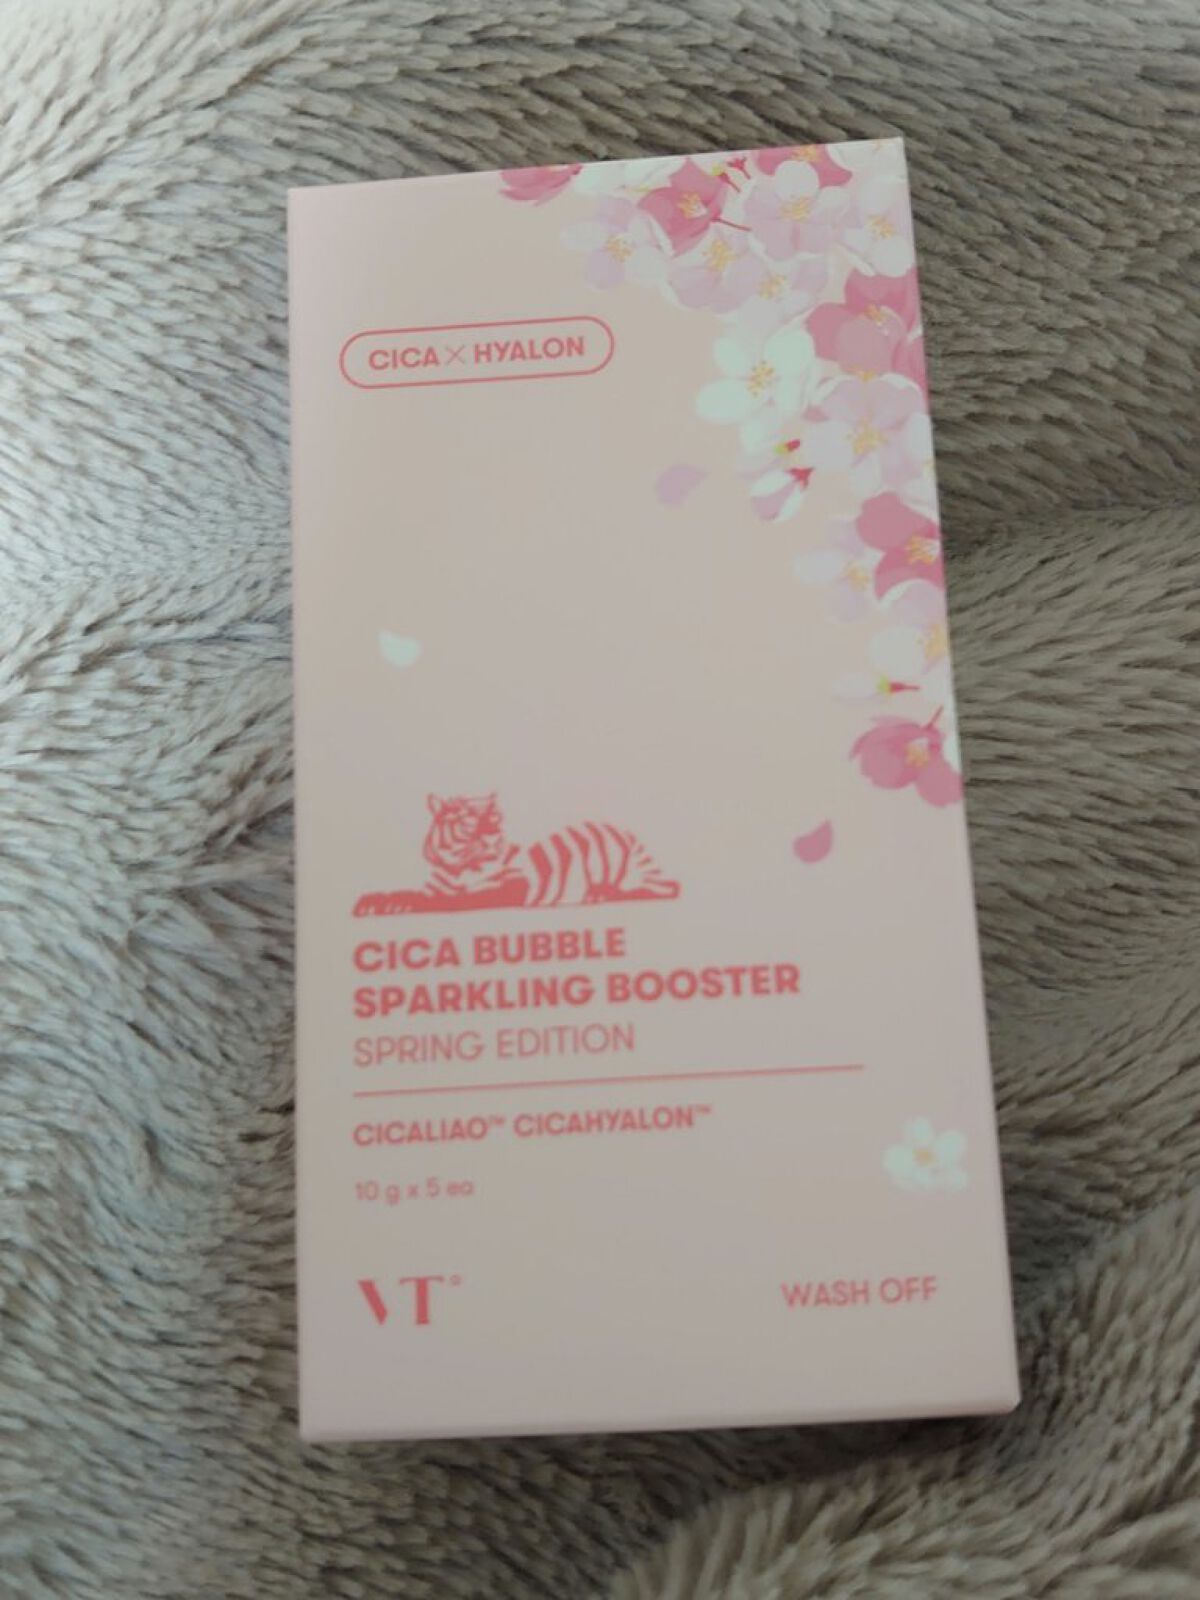 CICA × HYALON
CICA BUBBLE
SPARKLING BOOSTER
SPRING EDITION
CICALIAO™ CICAHYALON™
10 g x 5 ea
VT®
WASH OFF